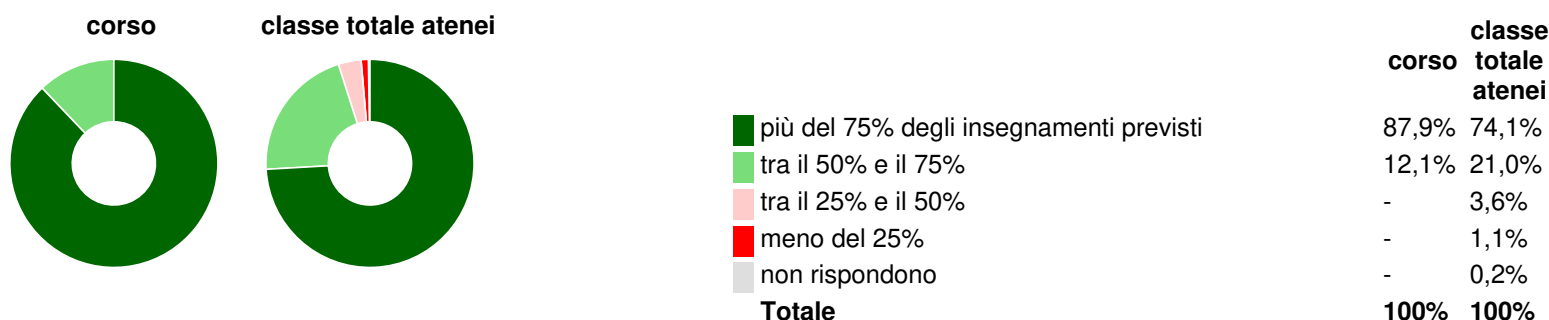 corso classe totale atenei
classe
corso totale
atenei
più del 75% degli insegnamenti previsti 87,9% 74,1%
tra il 50% e il 75% 12,1% 21,0%
tra il 25% e il 50% - 3,6%
meno del 25% - 1,1%
non rispondono - 0,2%
Totale 100% 100%